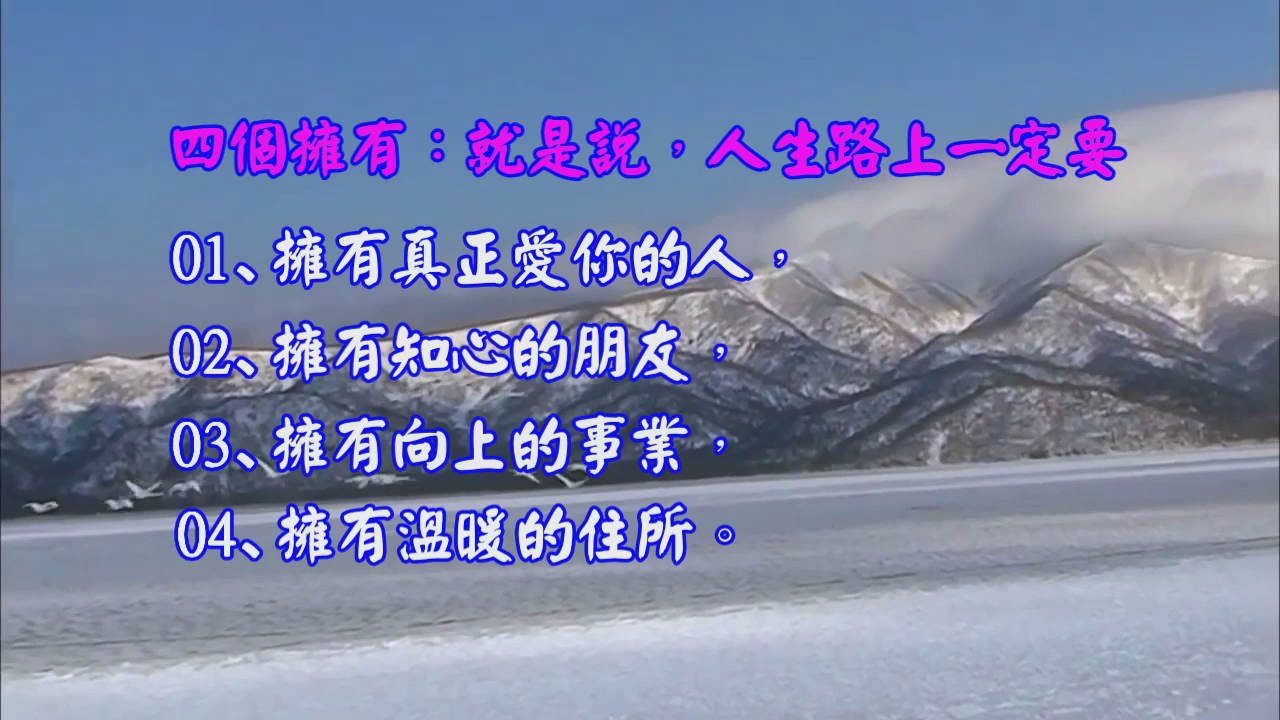 四個擁有：就是説，人生路上一定要
01、擁有真正愛你的人，
02、擁有知心的朋友，
03、擁有向上的事業，
04、擁有溫暖的住所。